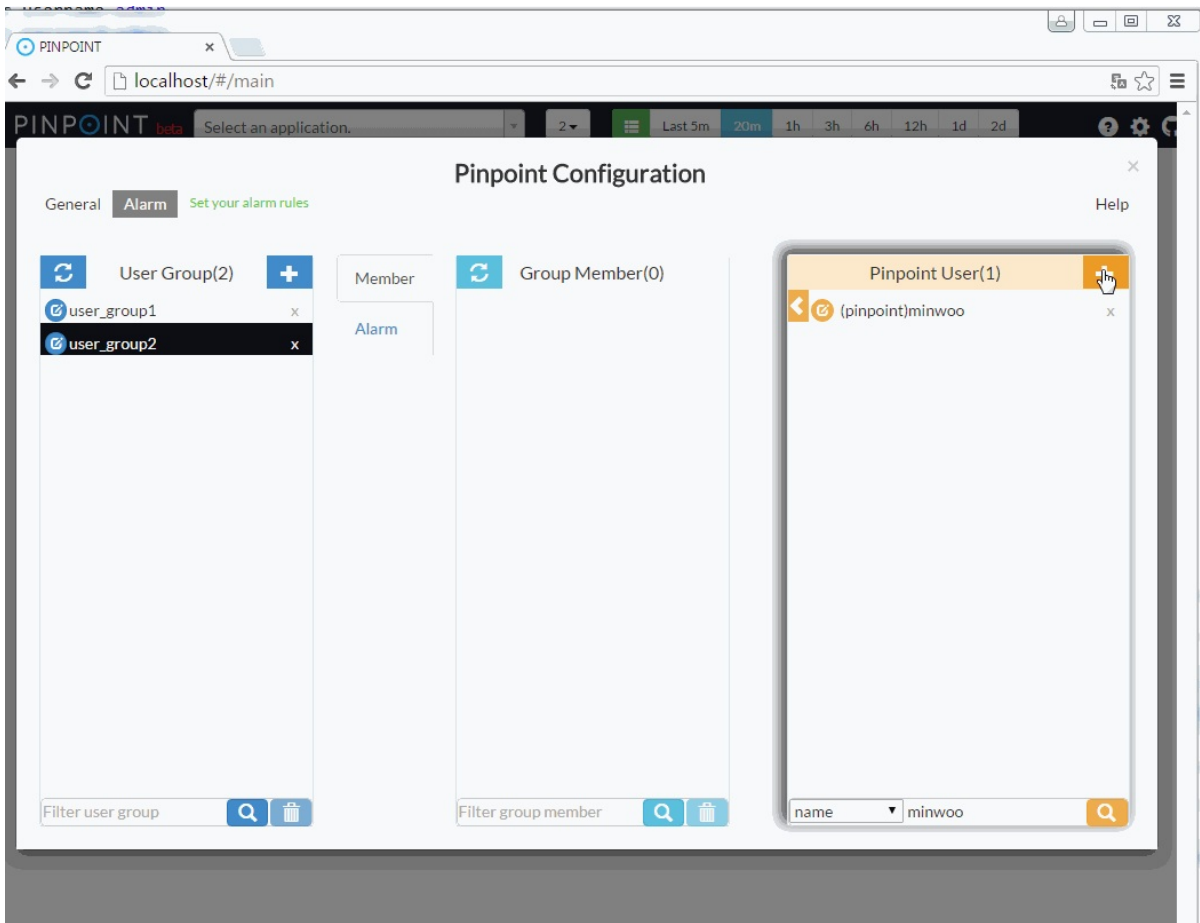 PINPOINT
x
localhost/#/main
PINPOINT beta
Select an application.
2
Last 5m
20m
1h
3h
6h
12h
1d
2d
Pinpoint Configuration
×
General
Alarm
Set your alarm rules
Help
User Group(2)
user_group1
x
user_group2
x
Filter user group
Member
Alarm
Group Member(0)
Filter group member
Pinpoint User(1)
(pinpoint)minwoo
x
name
minwoo